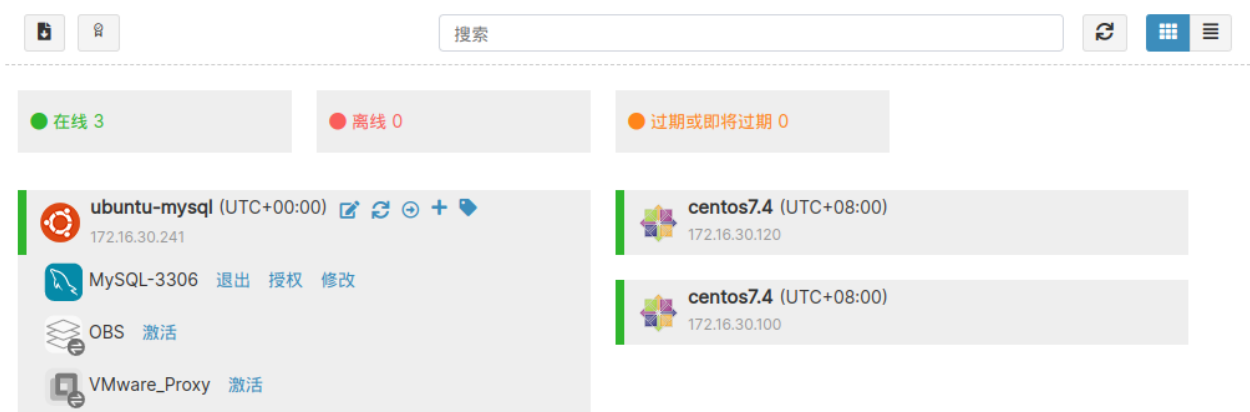 搜索
在线 3
离线 0
过期或即将过期 0
ubuntu-mysql (UTC+00:00)
172.16.30.241
MySQL-3306 退出 授权 修改
OBS 激活
VMware_Proxy 激活
centos7.4 (UTC+08:00)
172.16.30.120
centos7.4 (UTC+08:00)
172.16.30.100